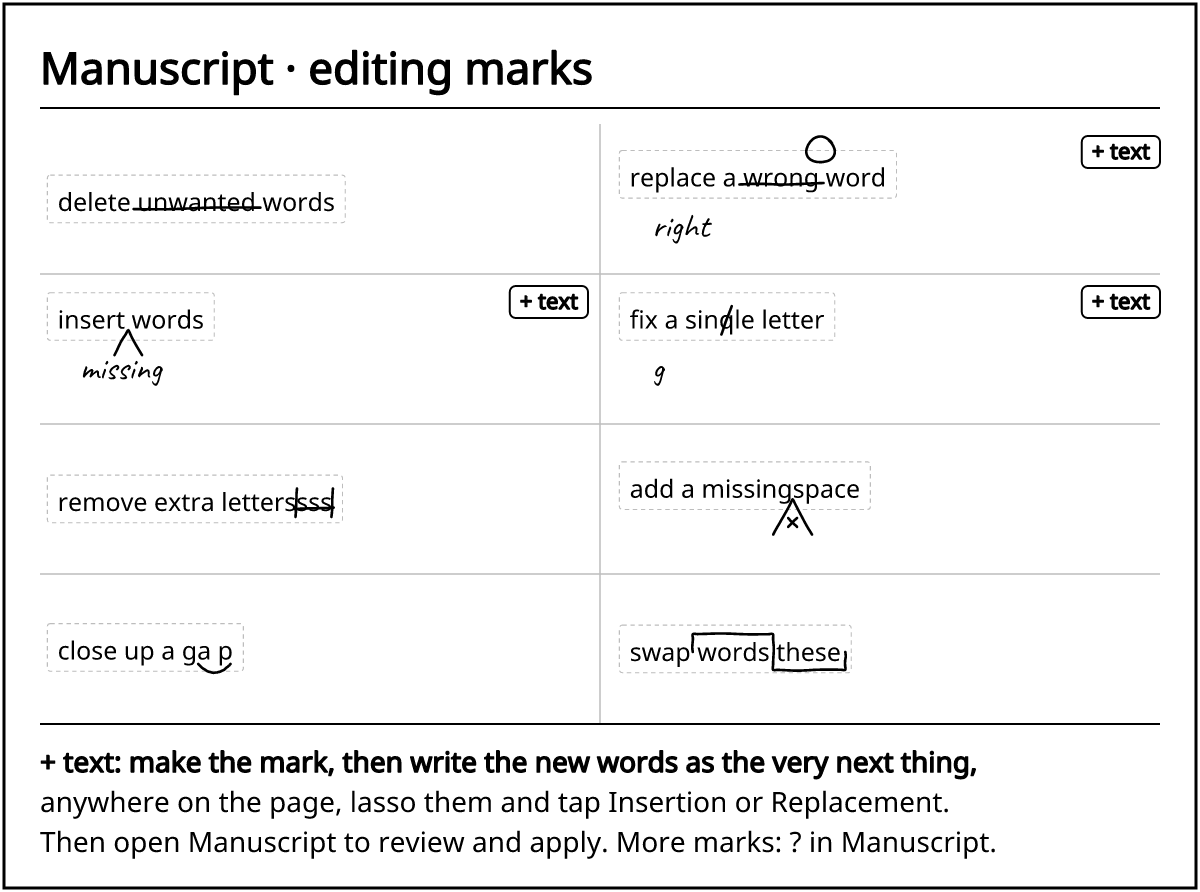 Manuscript · editing marks
delete unwanted words
replace a wrong word
+ text
right
insert words
+ text
missing
fix a single letter
+ text
g
remove extra letterssss
add a missingspace
close up a ga p
swap words these
+ text: make the mark, then write the new words as the very next thing,
anywhere on the page, lasso them and tap Insertion or Replacement.
Then open Manuscript to review and apply. More marks: ? in Manuscript.